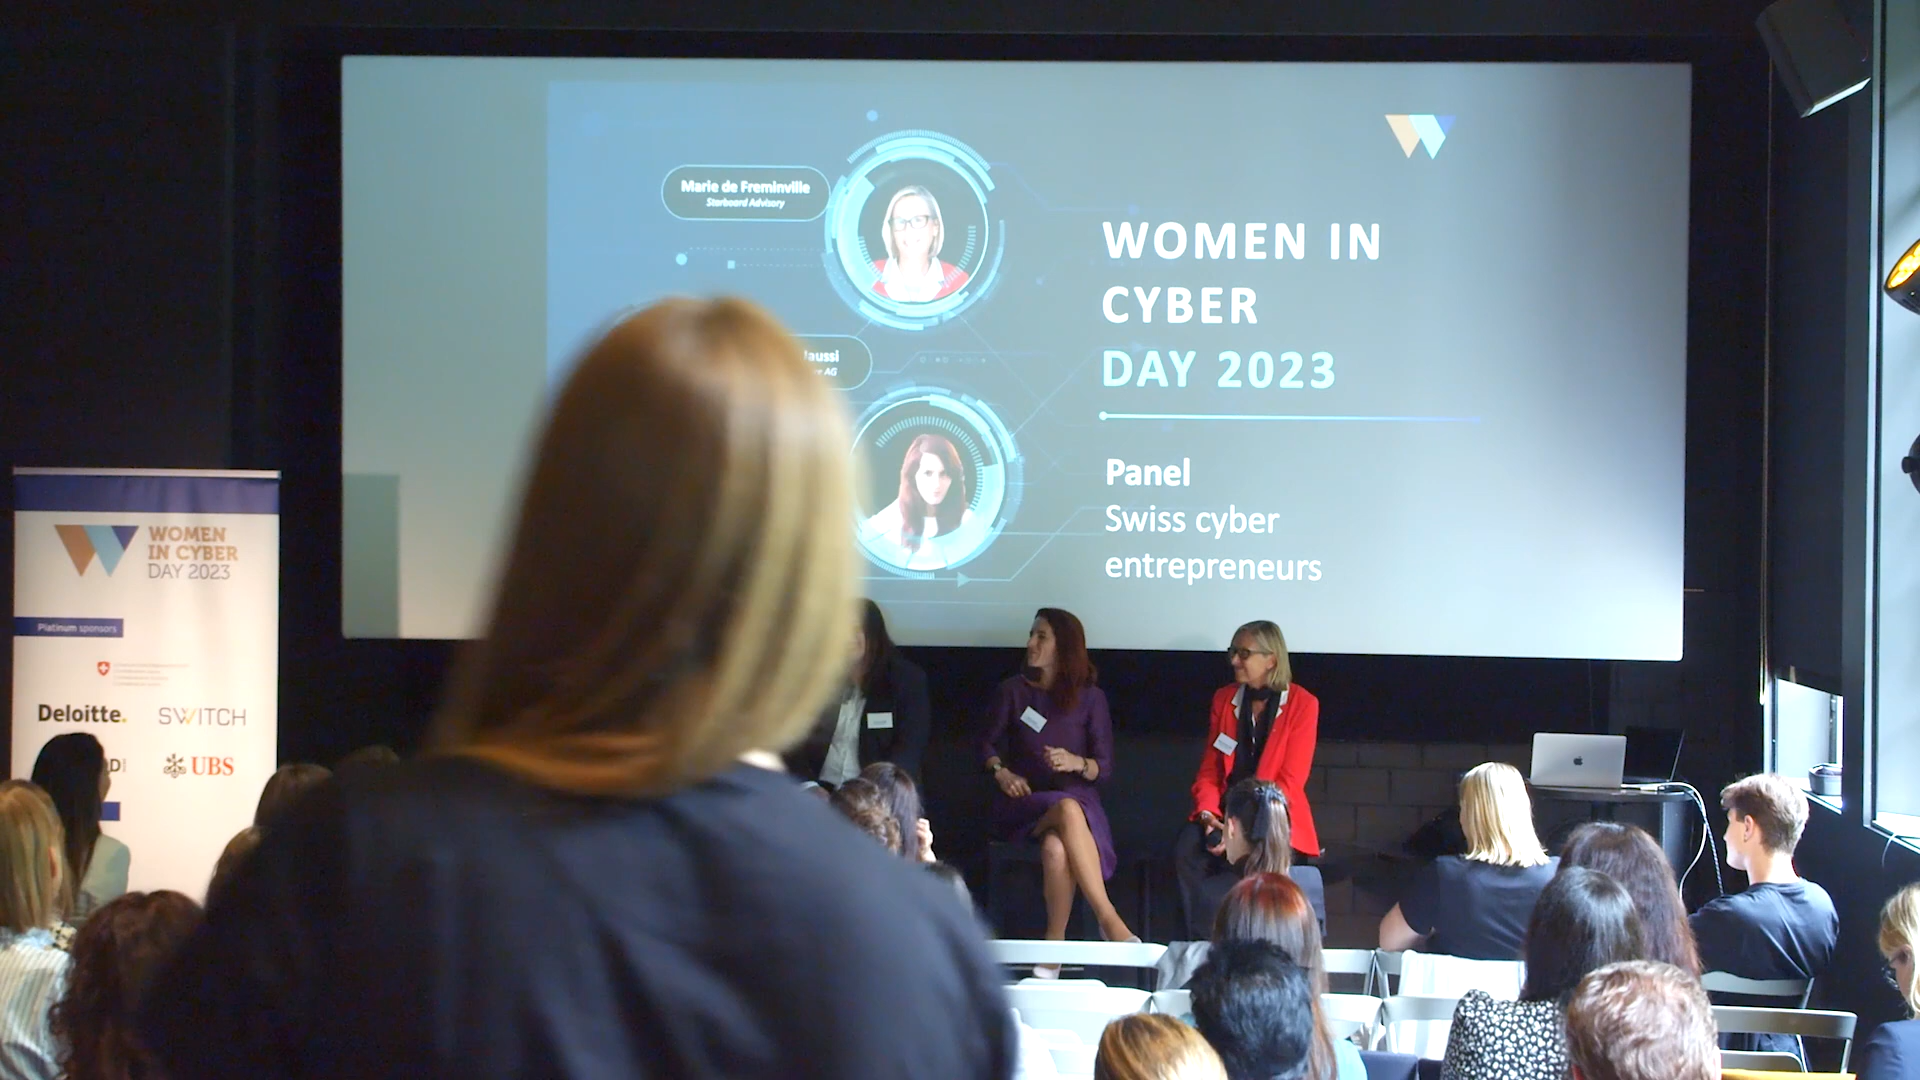 Marie de Freminville
Starboard Advisory
WOMEN IN
CYBER
DAY 2023
Panel
Swiss cyber
entrepreneurs
AG
WOMEN
IN CYBER
DAY 2023
Platinum sponsors
Deloitte.
SWITCH
UBS